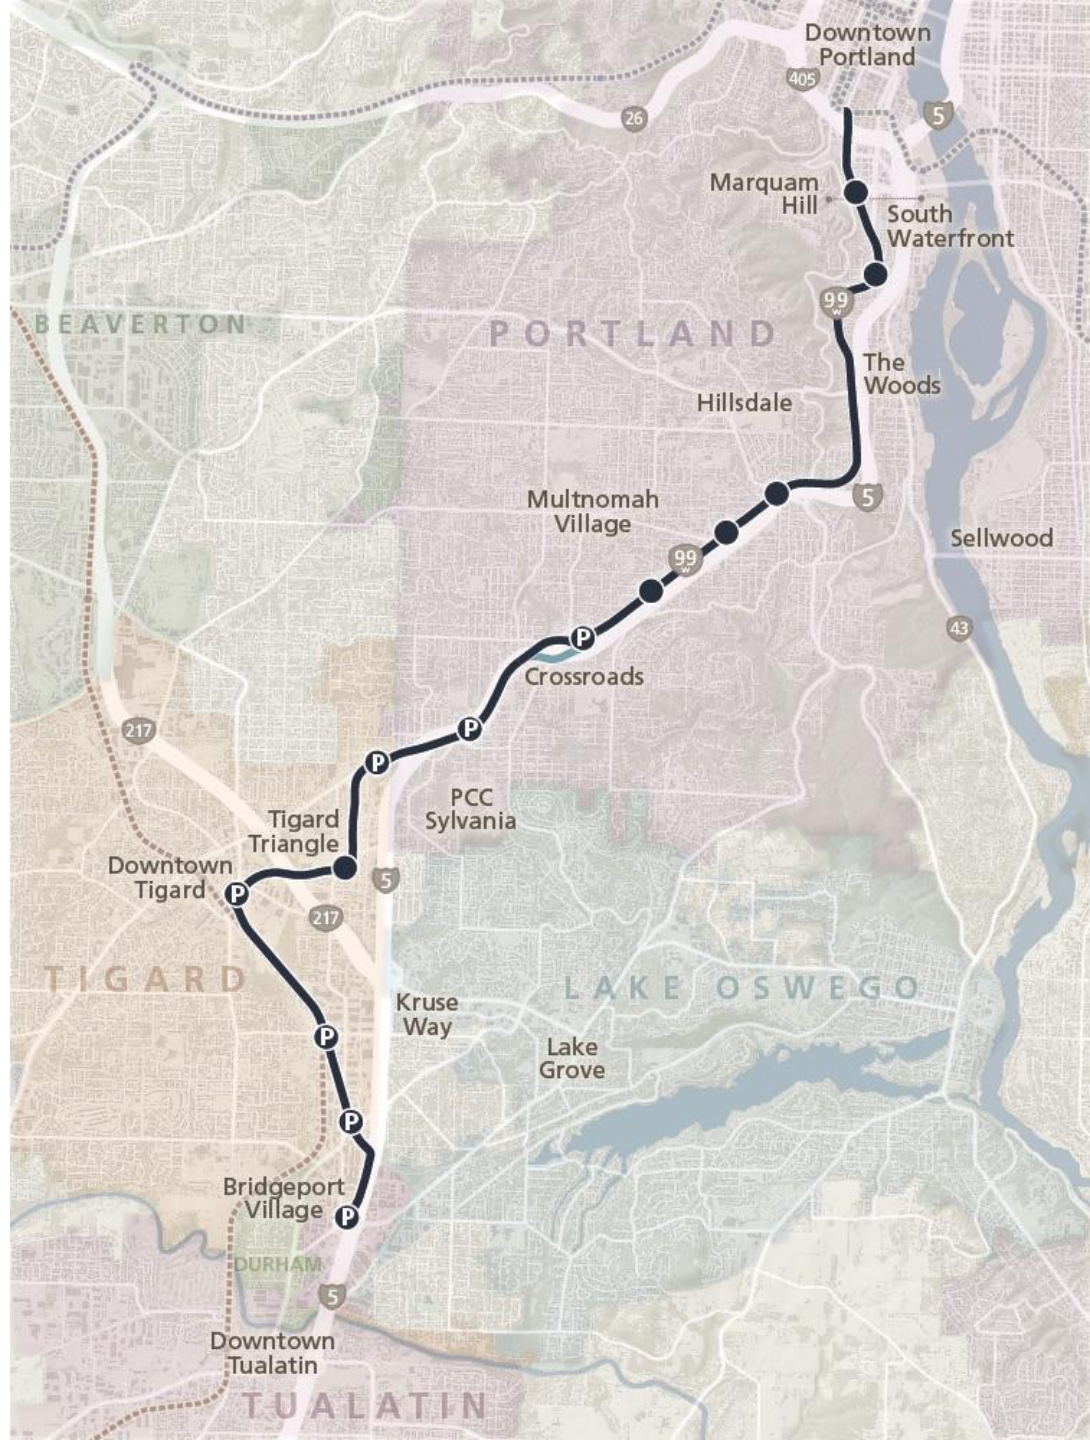 Downtown
Portland
405
26
5
Marquam
Hill
South
Waterfront
99
W
BEAVERTON
PORTLAND
The
Woods
Hillsdale
Multnomah
Village
5
Sellwood
99
W
43
P
Crossroads
217
P
P
PCC
Sylvania
Tigard
Triangle
Downtown
Tigard
P
5
217
TIGARD
LAKE OSWEGO
Kruse
Way
P
Lake
Grove
P
Bridgeport
Village
P
DURHAM
5
Downtown
Tualatin
TUALATIN